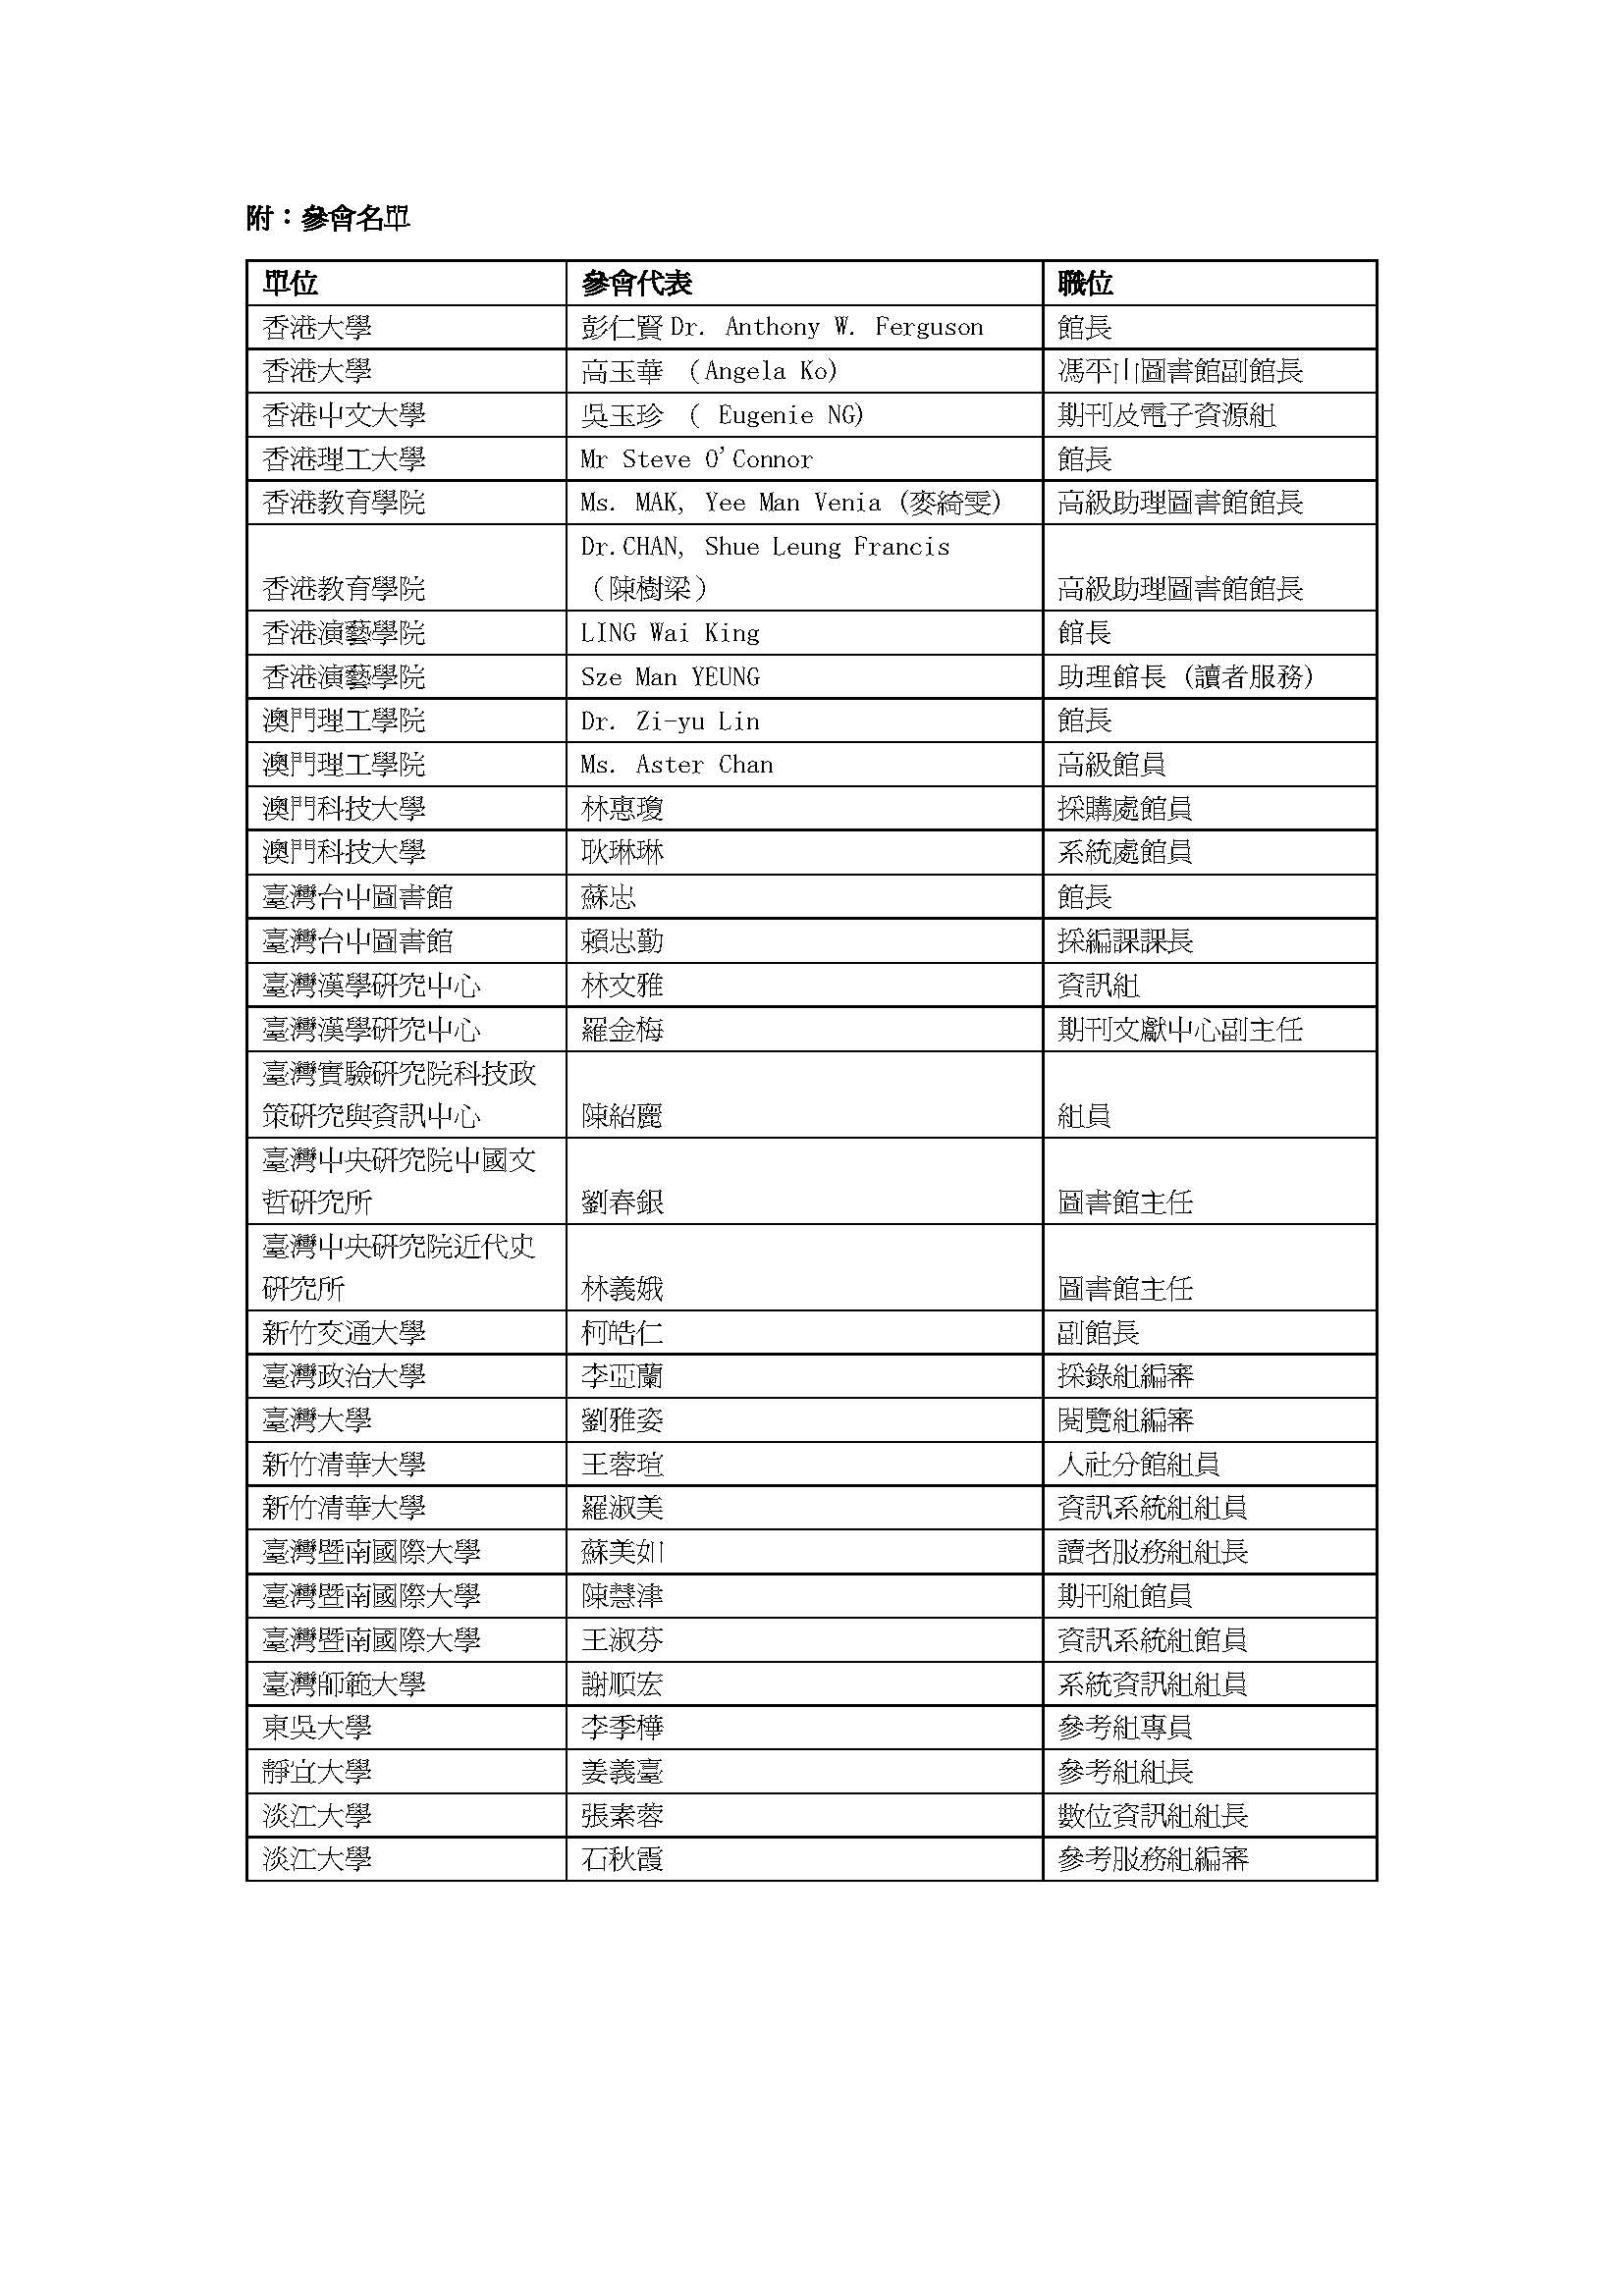 附：參會名單
單位 參會代表 職位
香港大學 彭仁賢Dr. Anthony W. Ferguson 館長
香港大學 高玉華 (Angela Ko) 馮平山圖書館副館長
香港中文大學 吳玉珍 ( Eugenie NG) 期刊及電子資源組
香港理工大學 Mr Steve O'Connor 館長
香港教育學院 Ms. MAK, Yee Man Venia (麥綺雯) 高級助理圖書館館長
Dr.CHAN, Shue Leung Francis
香港教育學院 （陳樹梁） 高級助理圖書館館長
香港演藝學院 LING Wai King 館長
香港演藝學院 Sze Man YEUNG 助理館長 (讀者服務)
澳門理工學院 Dr. Zi-yu Lin 館長
澳門理工學院 Ms. Aster Chan 高級館員
澳門科技大學 林惠瓊 採購處館員
澳門科技大學 耿琳琳 系統處館員
臺灣台中圖書館 蘇忠 館長
臺灣台中圖書館 賴忠勤 採編課課長
臺灣漢學研究中心 林文雅 資訊組
臺灣漢學研究中心 羅金梅 期刊文獻中心副主任
臺灣實驗研究院科技政
策研究與資訊中心 陳紹麗 組員
臺灣中央研究院中國文
哲研究所 劉春銀 圖書館主任
臺灣中央研究院近代史
研究所 林義娥 圖書館主任
新竹交通大學 柯皓仁 副館長
臺灣政治大學 李亞蘭 採錄組編審
臺灣大學 劉雅姿 閱覽組編審
新竹清華大學 王蓉瑄 人社分館組員
新竹清華大學 羅淑美 資訊系統組組員
臺灣暨南國際大學 蘇美如 讀者服務組組長
臺灣暨南國際大學 陳慧津 期刊組館員
臺灣暨南國際大學 王淑芬 資訊系統組館員
臺灣師範大學 謝順宏 系統資訊組組員
東吳大學 李季樺 參考組專員
靜宜大學 姜義臺 參考組組長
淡江大學 張素蓉 數位資訊組組長
淡江大學 石秋霞 參考服務組編審